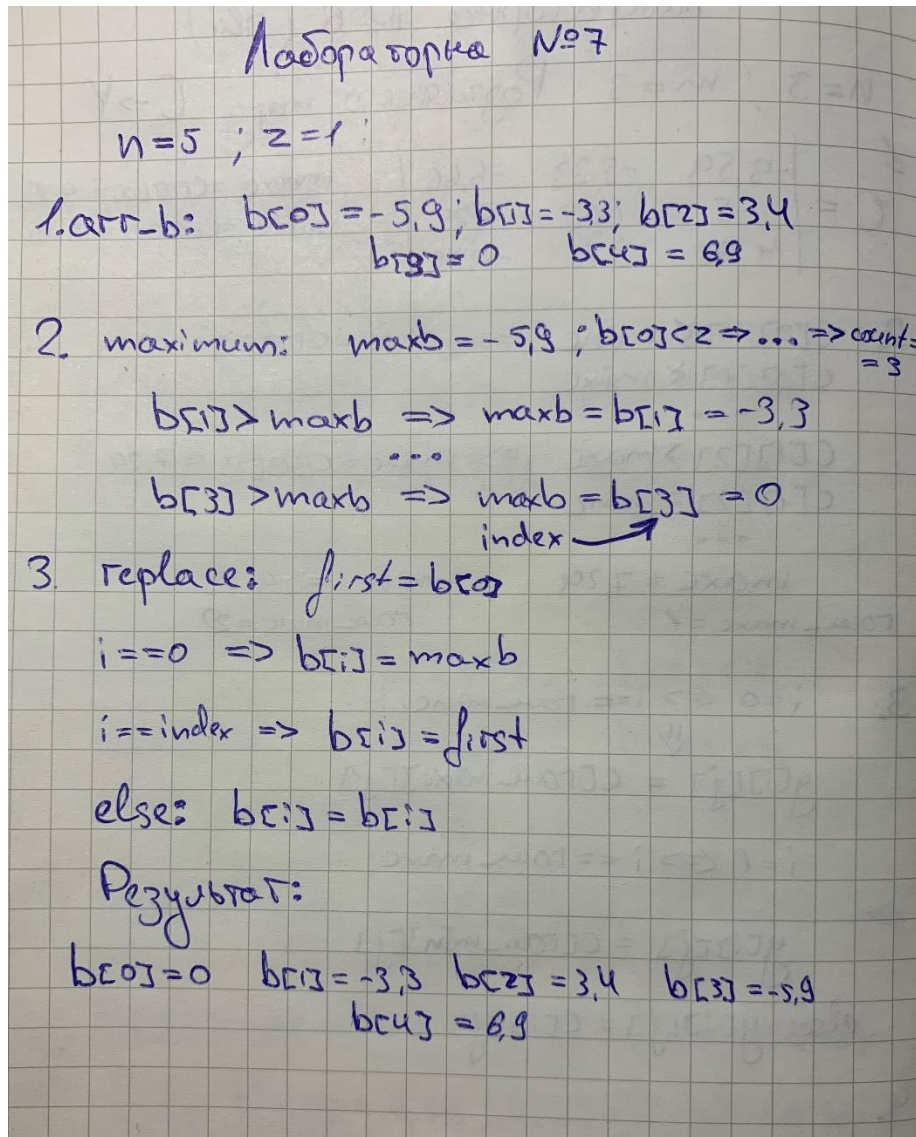 Лабораторна №7
n=5 ; z=1 :
1. arr_b: b[0] = -5,9; b[1] = -33; b[2] = 3,4
b[3] = 0 b[4] = 6,9
2. maximum: maxb = -5,9 ; b[0]<z => ... => count=
= 3
b[1] > maxb => maxb = b[1] = -3,3
...
b[3] > maxb => maxb = b[3] = 0
index
3. replace: first = b[0]
i==0 => b[i] = maxb
i==index => b[i] = first
else: b[i] = b[i]
Результат:
b[0]=0 b[1] = -3,3 b[2] = 3,4 b[3] = -5,9
b[4] = 6,9